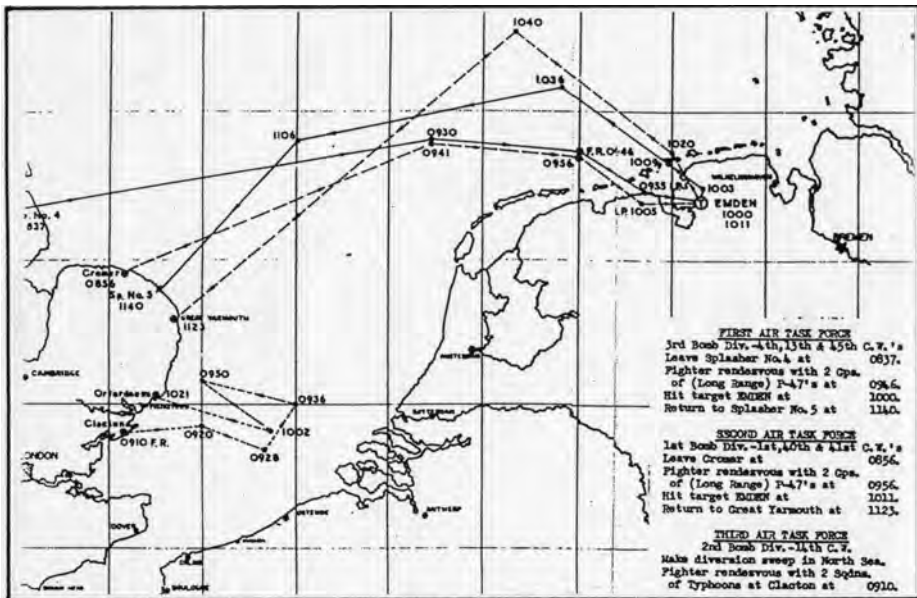 1040
1036
1106
0930
0941
F.R.
0956
1020
1009
0955
1003
I.P. 1005
EMDEN
1000
1011
BREMEN
No. 4
Cromer
0856
Sp. No. 5
1140
GREAT YARMOUTH
1123
CAMBRIDGE
0950
Orfordness
1021
0936
Clacton
0910 F.R.
0920
1002
0928
ROTTERDAM
LONDON
DOVER
OSTENDE
ANTWERP
BOULOGNE
FIRST AIR TASK FORCE
3rd Bomb Div.-4th, 13th & 45th C.W.'s
Leave Splasher No.4 at 0837.
Fighter rendezvous with 2 Gps.
of (Long Range) P-47's at 0946.
Hit target EMDEN at 1000.
Return to Splasher No.5 at 1140.
SECOND AIR TASK FORCE
1st Bomb Div.-1st, 40th & 41st C.W.'s
Leave Cromer at 0856.
Fighter rendezvous with 2 Gps.
of (Long Range) P-47's at 0956.
Hit target EMDEN at 1011.
Return to Great Yarmouth at 1123.
THIRD AIR TASK FORCE
2nd Bomb Div.-14th C.W.
Make diversion sweep in North Sea.
Fighter rendezvous with 2 Sqdns.
of Typhoons at Clacton at 0910.